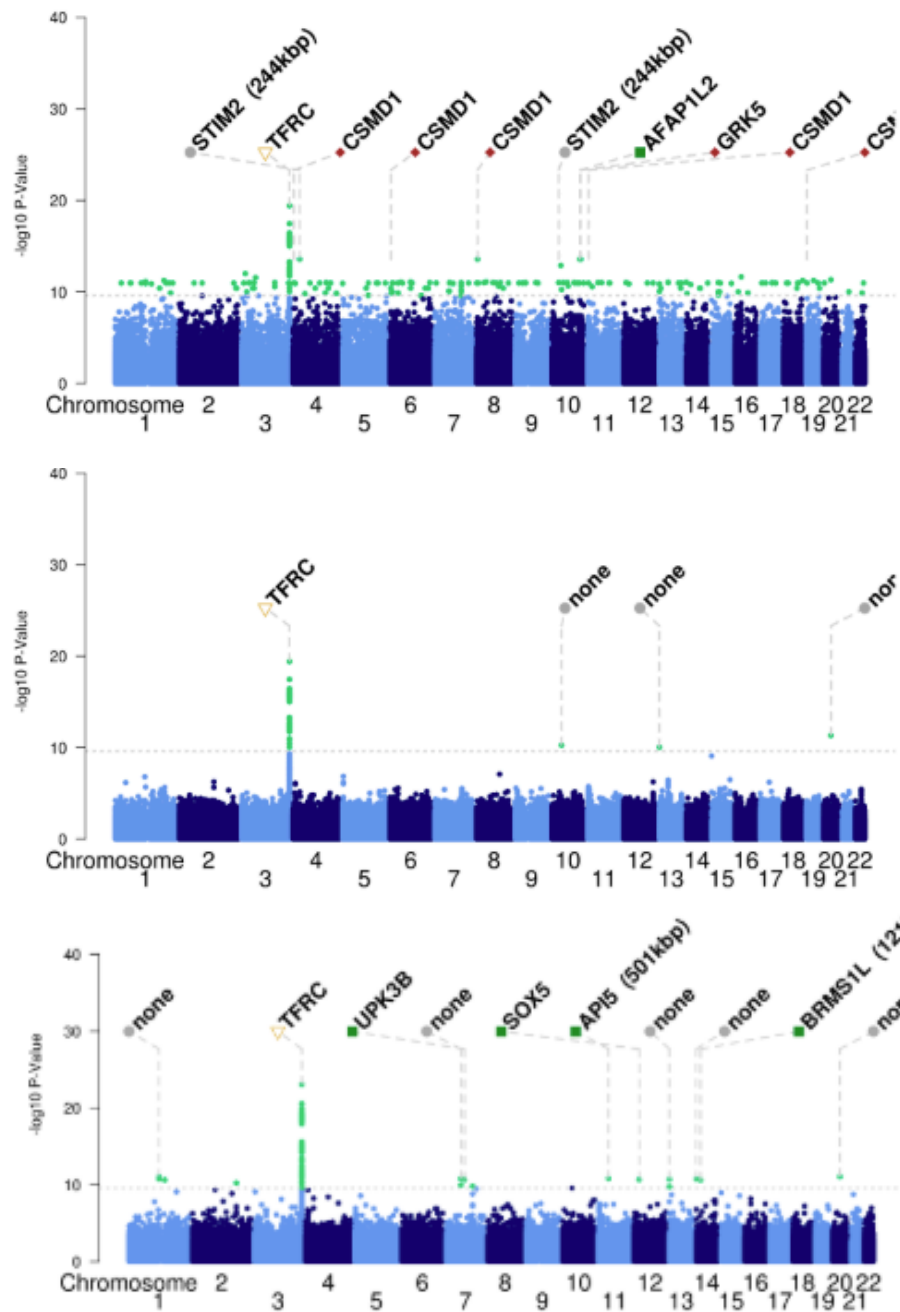 40
30
20
10
0
-log10 P-Value
STIM2 (244kbp)
TFRC
CSMD1
CSMD1
CSMD1
STIM2 (244kbp)
AFAP1L2
GRK5
CSMD1
CSM
Chromosome
1 2 3 4 5 6 7 8 9 10 11 12 13 14 15 16 17 18 19 20 21 22
40
30
20
10
0
-log10 P-Value
TFRC
none
none
nor
Chromosome
1 2 3 4 5 6 7 8 9 10 11 12 13 14 15 16 17 18 19 20 21 22
40
30
20
10
0
-log10 P-Value
none
TFRC
UPK3B
none
SOX5
API5 (501kbp)
none
none
BRMS1L (121
nor
Chromosome
1 2 3 4 5 6 7 8 9 10 11 12 13 14 15 16 17 18 19 20 21 22